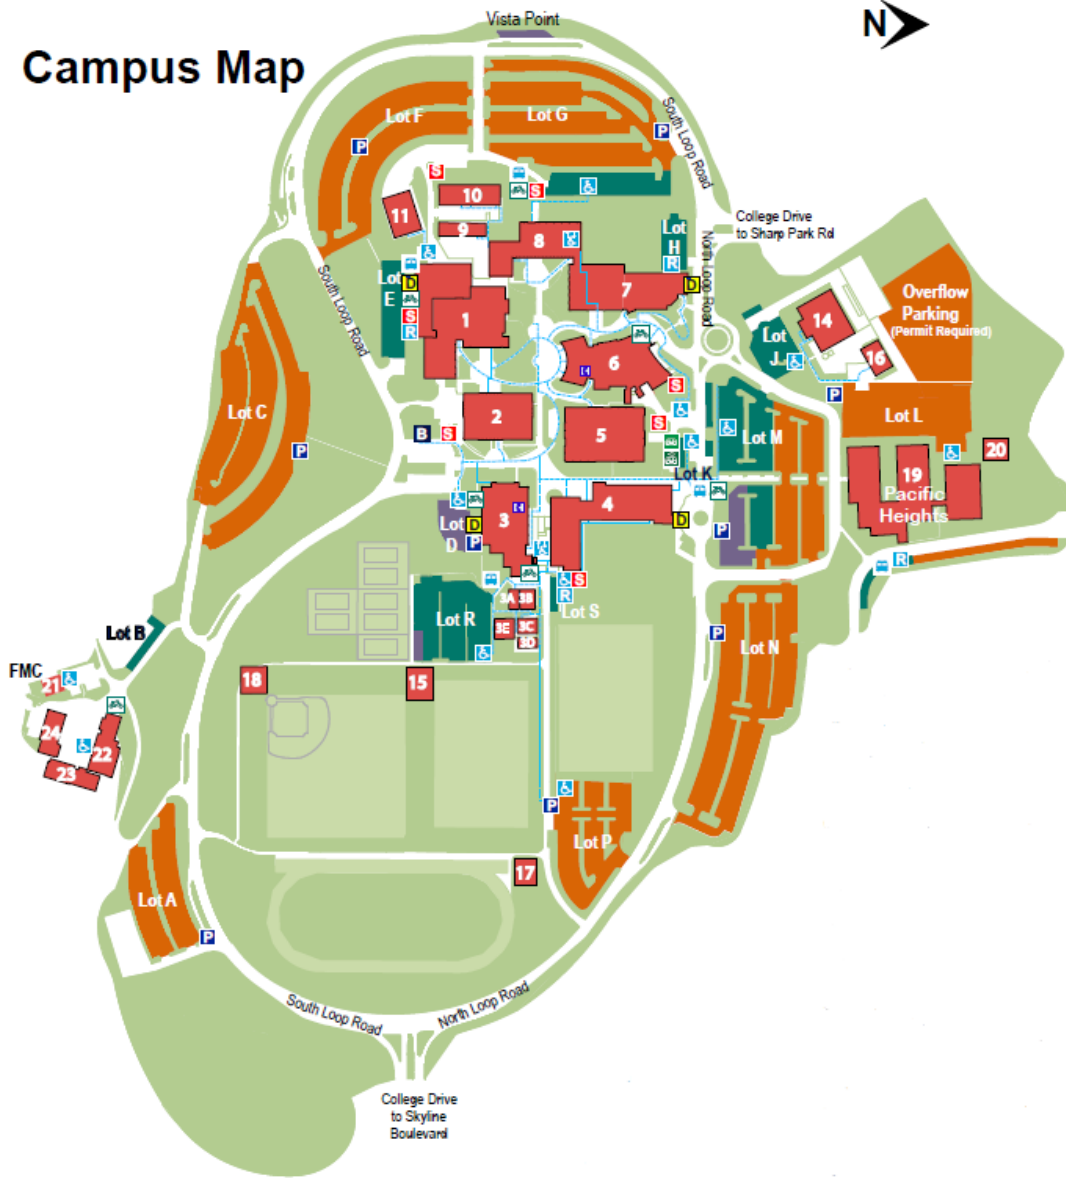 Vista Point
N
Campus Map
Lot F
Lot G
P
P
South Loop Road
S
10
S
11
Lot
H
R
College Drive
to Sharp Park Rd
9
8
North Loop Road
Lot
E
D
S
R
1
7
D
South Loop Road
Overflow
Parking
(Permit Required)
14
Lot
J
16
6
S
P
Lot C
2
B
S
5
S
Lot L
Lot M
P
20
19
Pacific
Heights
Lot K
4
D
3
Lot
D
D
P
P
R
S
R
Lot S
3A
3B
3E
3C
3D
Lot R
Lot B
P
Lot N
FMC
21
18
15
24
22
23
P
Lot P
17
Lot A
P
South Loop Road
North Loop Road
College Drive
to Skyline
Boulevard